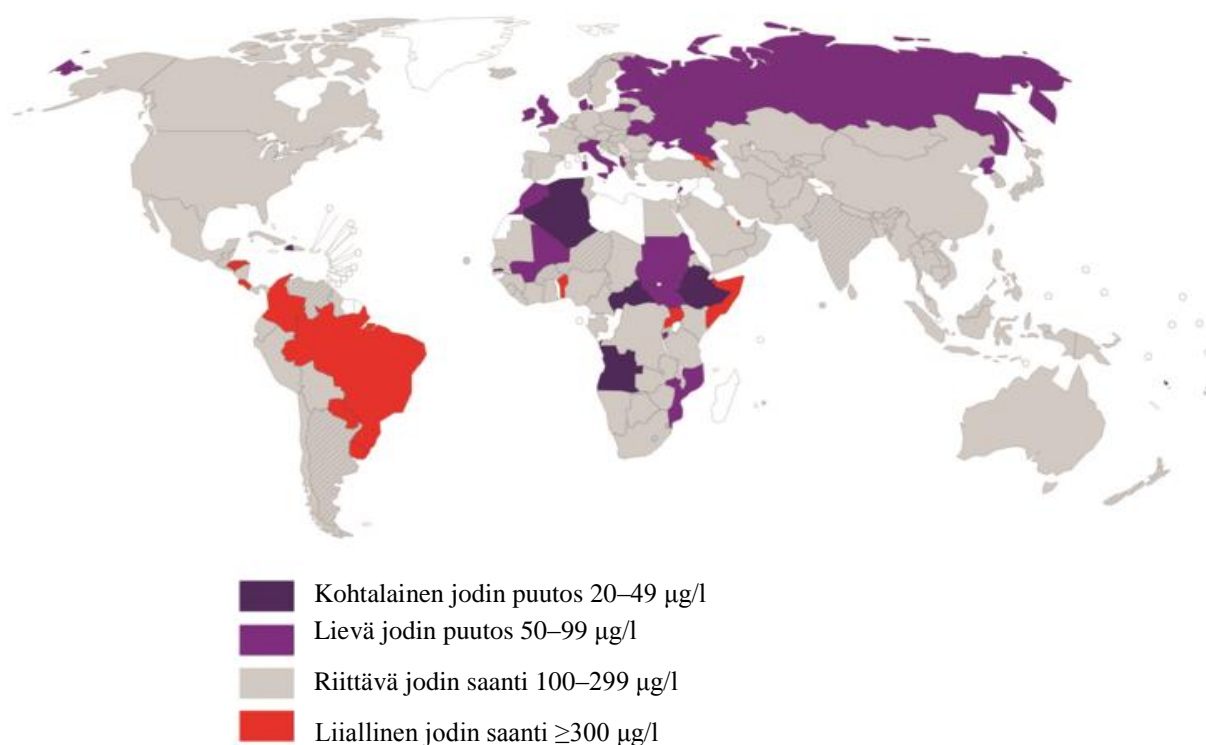 Kohtalainen jodin puutos 20–49 μg/l
Lievä jodin puutos 50–99 μg/l
Riittävä jodin saanti 100–299 μg/l
Liiallinen jodin saanti ≥300 μg/l